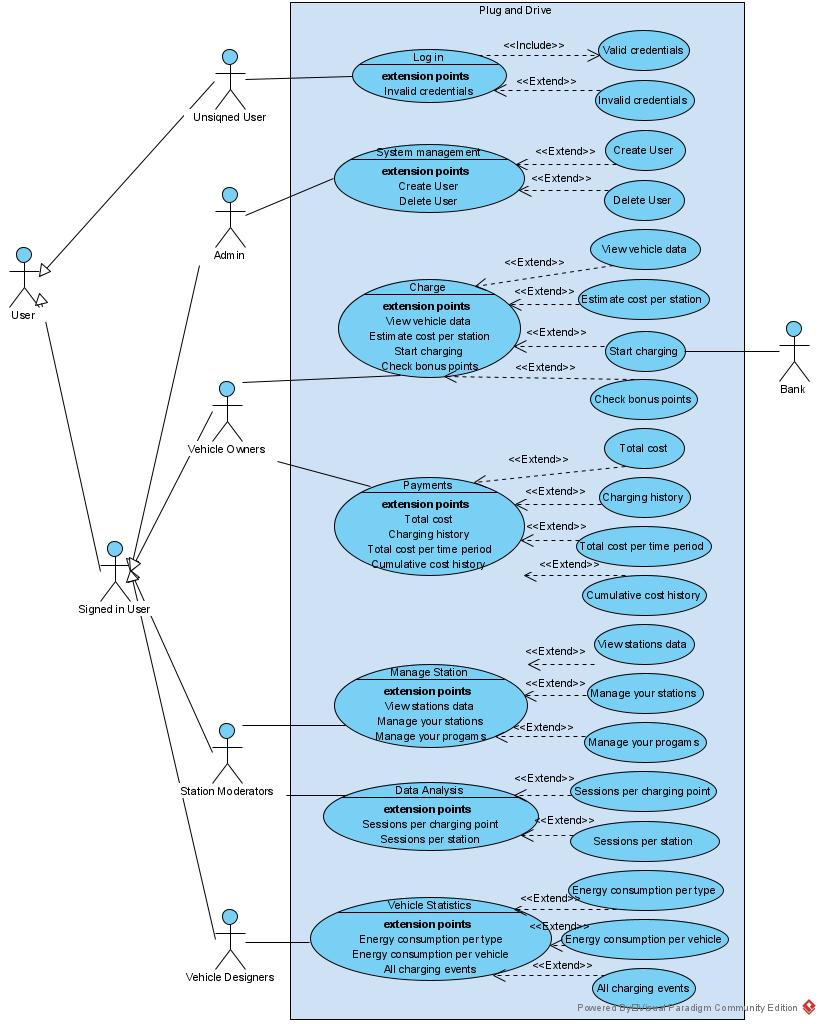 Plug and Drive
Unsigned User
Log in
extension points
Invalid credentials
<<Include>>
Valid credentials
<<Extend>>
Invalid credentials
Admin
System management
extension points
Create User
Delete User
<<Extend>>
Create User
<<Extend>>
Delete User
User
Charge
extension points
View vehicle data
Estimate cost per station
Start charging
Check bonus points
<<Extend>>
View vehicle data
<<Extend>>
Estimate cost per station
<<Extend>>
Start charging
<<Extend>>
Check bonus points
Bank
Vehicle Owners
Payments
extension points
Total cost
Charging history
Total cost per time period
Cumulative cost history
<<Extend>>
Total cost
<<Extend>>
Charging history
<<Extend>>
Total cost per time period
<<Extend>>
Cumulative cost history
Signed in User
Manage Station
extension points
View stations data
Manage your stations
Manage your progams
<<Extend>>
View stations data
<<Extend>>
Manage your stations
<<Extend>>
Manage your progams
Station Moderators
Data Analysis
extension points
Sessions per charging point
Sessions per station
<<Extend>>
Sessions per charging point
<<Extend>>
Sessions per station
Vehicle Designers
Vehicle Statistics
extension points
Energy consumption per type
Energy consumption per vehicle
All charging events
<<Extend>>
Energy consumption per type
<<Extend>>
Energy consumption per vehicle
<<Extend>>
All charging events
Powered By Visual Paradigm Community Edition